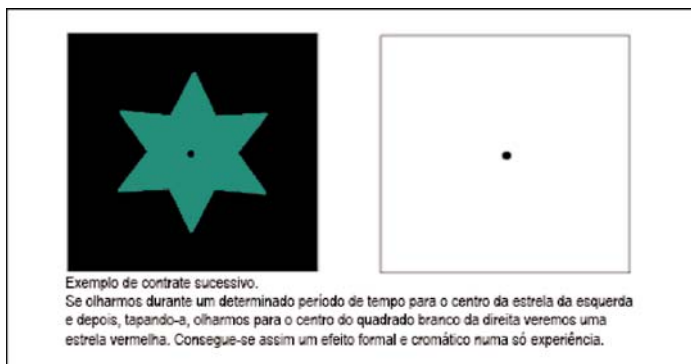 Exemplo de contrate sucessivo.
Se olharmos durante um determinado período de tempo para o centro da estrela da esquerda
e depois, tapando-a, olharmos para o centro do quadrado branco da direita veremos uma
estrela vermelha. Consegue-se assim um efeito formal e cromático numa só experiência.